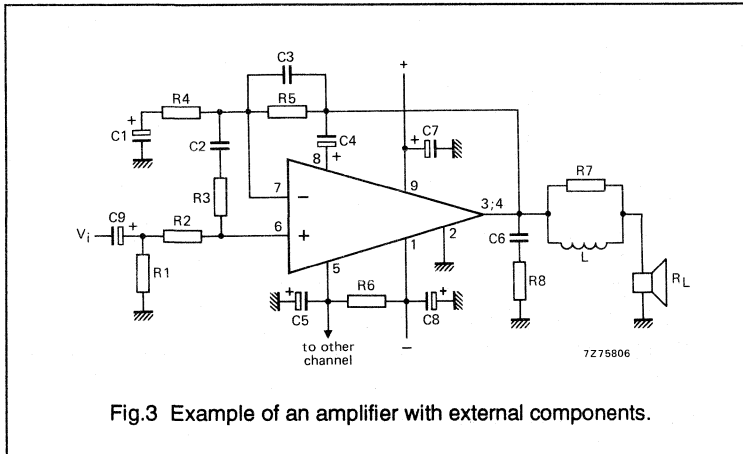 C3
+
R4
R5
+
C1
C2
C4
+
C7
8
+
R3
7
−
9
3;4
R7
C9
+
R2
6
+
Vi
C6
L
R1
5
1
2
R8
RL
+
C5
R6
+
C8
to other
channel
−
7Z75806
Fig.3 Example of an amplifier with external components.